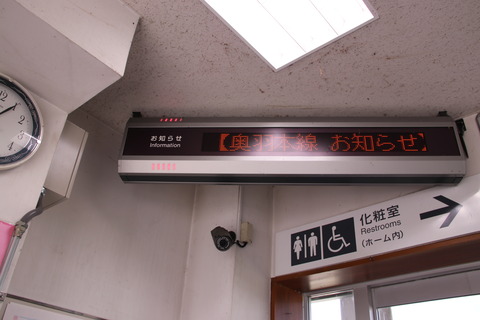 お知らせ
Information
【奥羽本線 お知らせ】
化粧室
Restrooms
(ホーム内)